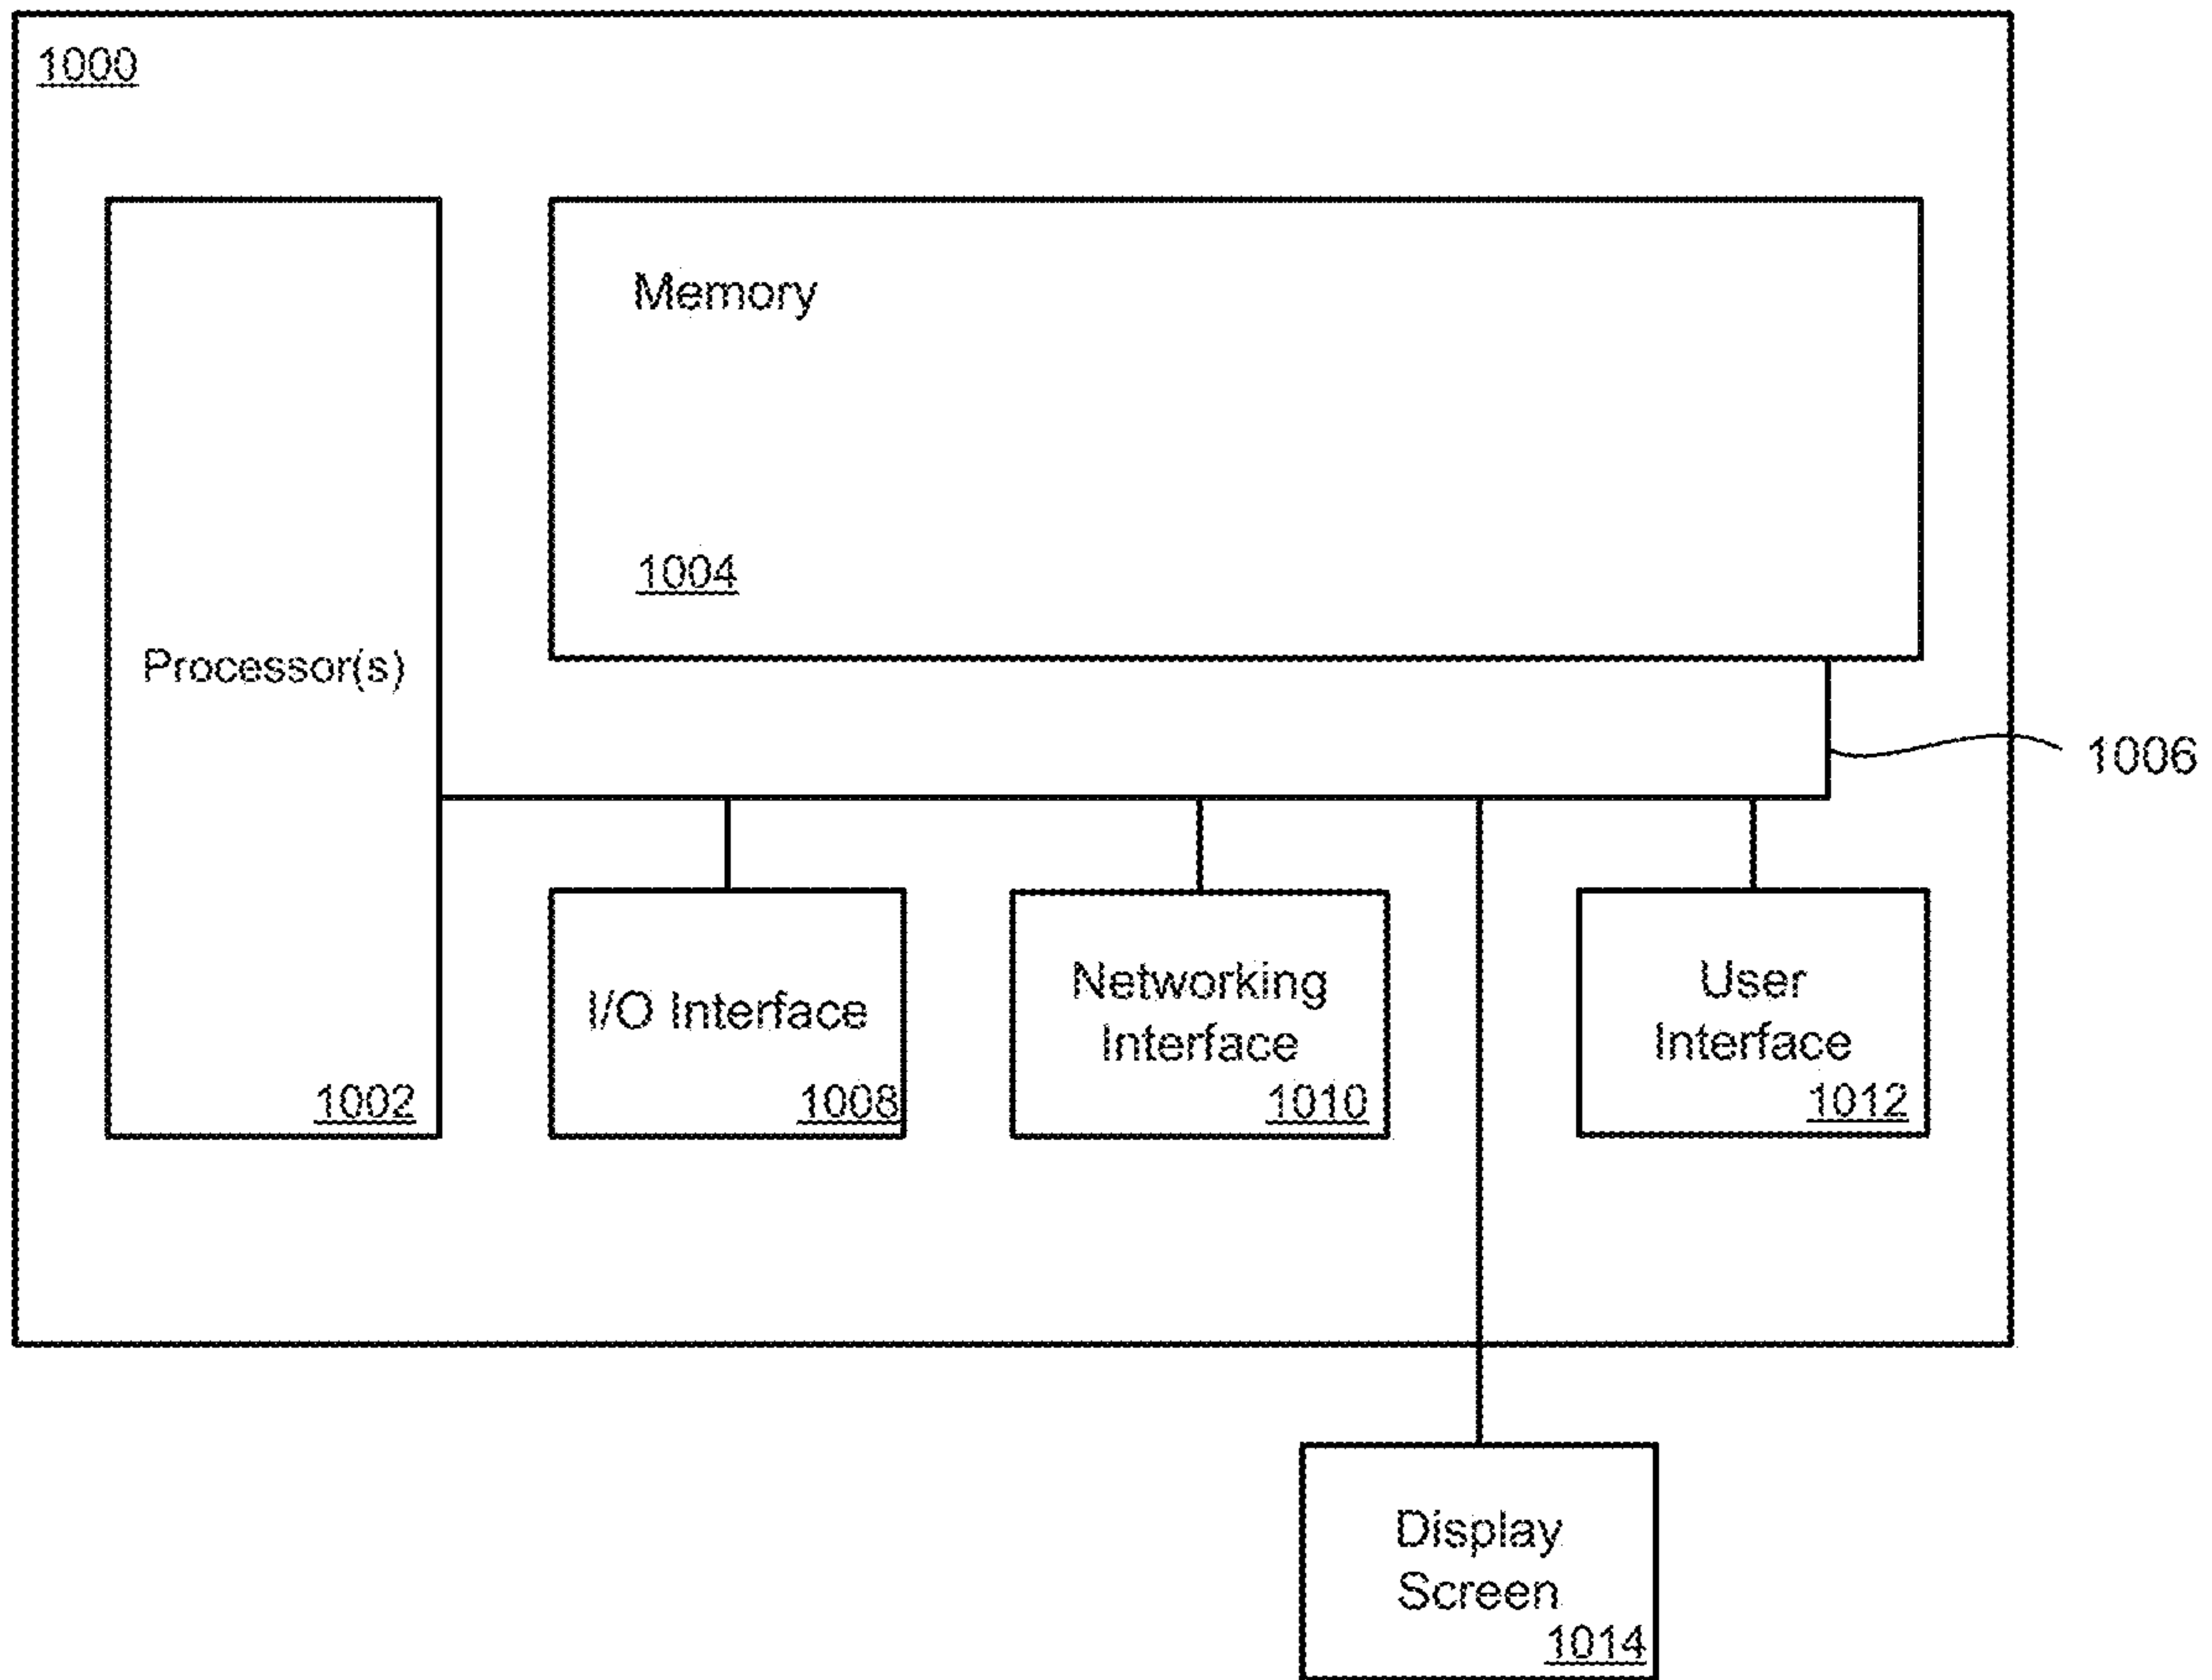 1000
Memory
1004
Processor(s)
1002
1006
I/O Interface
1008
Networking
Interface
1010
User
Interface
1012
Display
Screen
1014